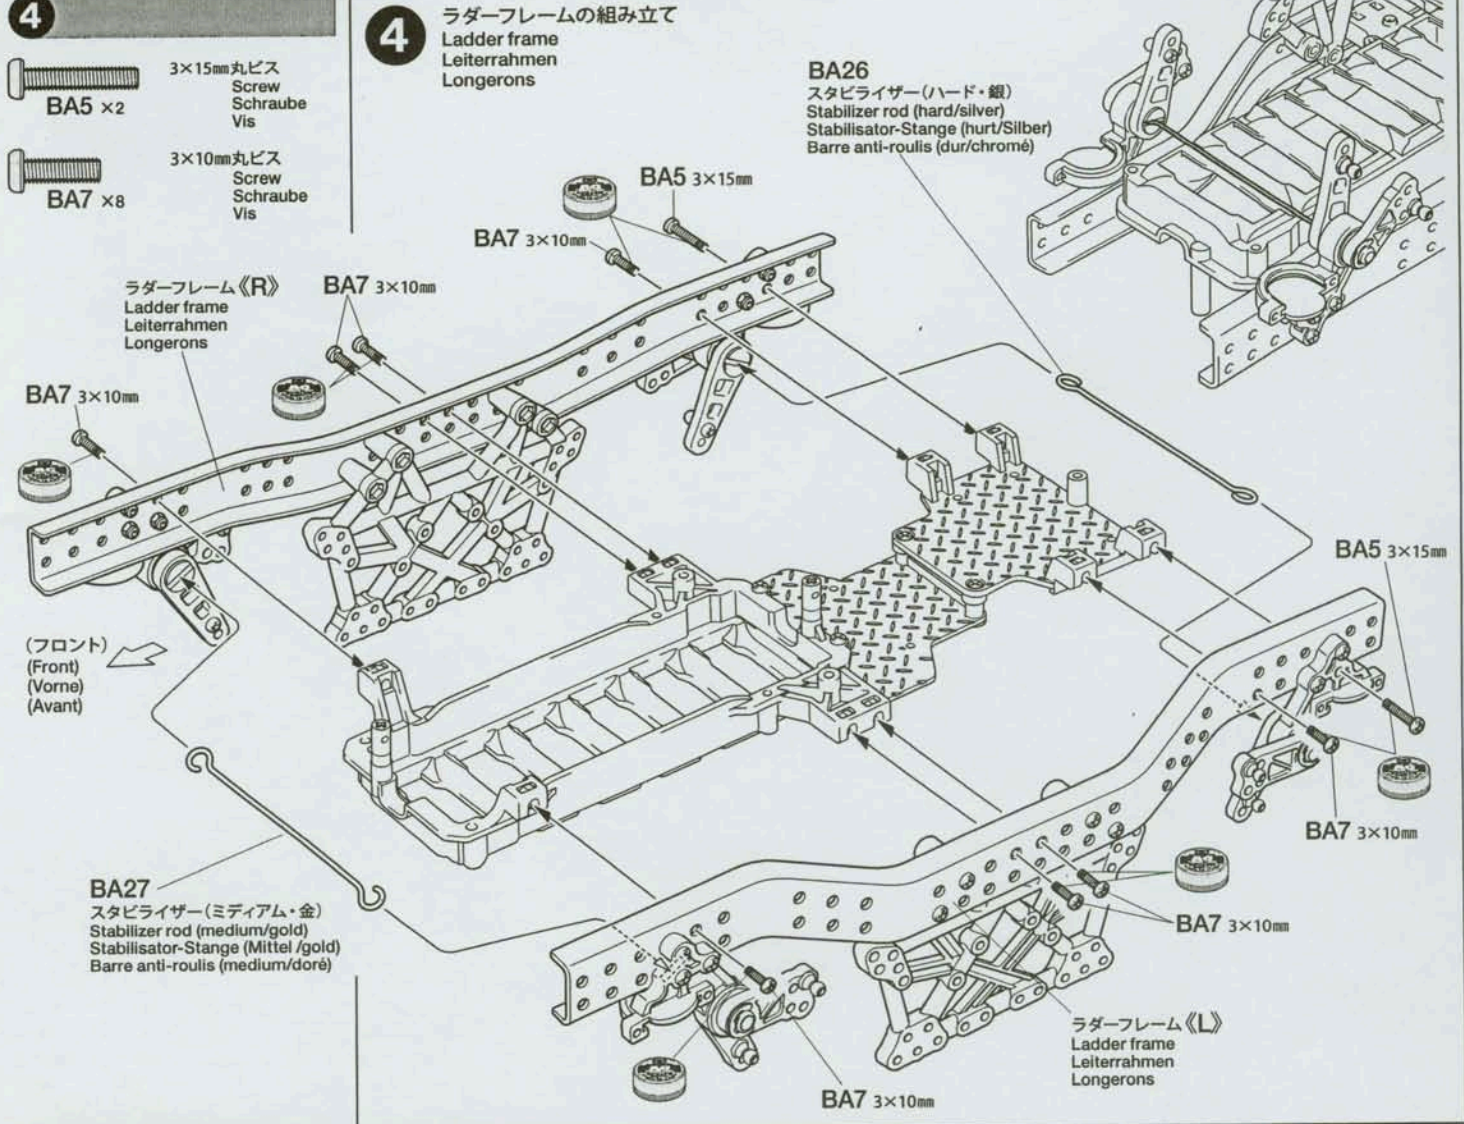 4
3×15mm丸ビス
Screw
Schraube
Vis
BA5 ×2
3×10mm丸ビス
Screw
Schraube
Vis
BA7 ×8
4
ラダーフレームの組み立て
Ladder frame
Leiterrahmen
Longerons
BA26
スタビライザー(ハード・銀)
Stabilizer rod (hard/silver)
Stabilisator-Stange (hurt/Silber)
Barre anti-roulis (dur/chromé)
BA5 3×15mm
BA7 3×10mm
ラダーフレーム《R》
Ladder frame
Leiterrahmen
Longerons
BA7 3×10mm
BA7 3×10mm
(フロント)
(Front)
(Vorne)
(Avant)
BA5 3×15mm
BA7 3×10mm
BA27
スタビライザー(ミディアム・金)
Stabilizer rod (medium/gold)
Stabilisator-Stange (Mittel /gold)
Barre anti-roulis (medium/doré)
BA7 3×10mm
ラダーフレーム《L》
Ladder frame
Leiterrahmen
Longerons
BA7 3×10mm